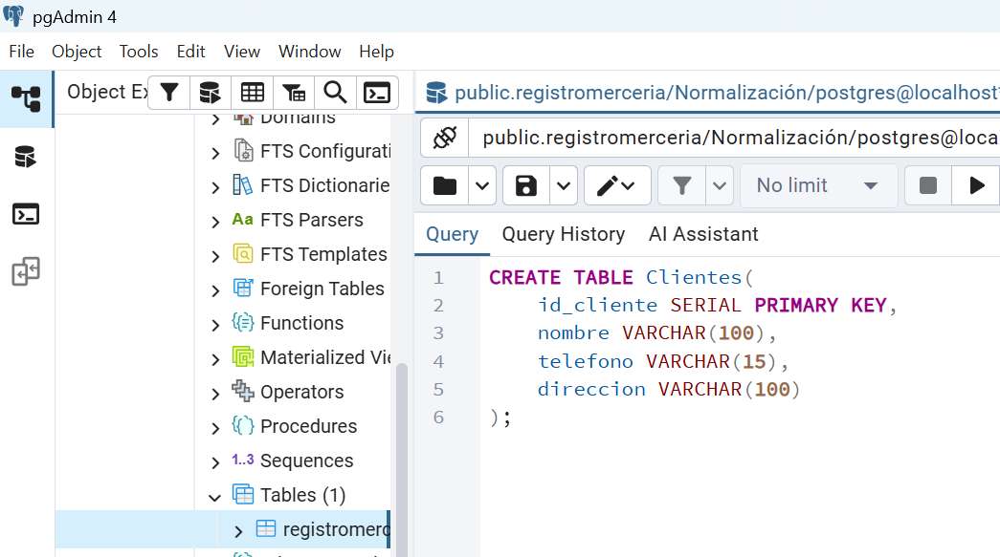 pgAdmin 4
File Object Tools Edit View Window Help
Object Ex
public.registromerceria/Normalización/postgres@localhost*
public.registromerceria/Normalización/postgres@loca
No limit
Query Query History AI Assistant
Domains
FTS Configurati
FTS Dictionarie
Aa FTS Parsers
FTS Templates
Foreign Tables
Functions
Materialized Vie
Operators
Procedures
1..3 Sequences
Tables (1)
registromerc
1 CREATE TABLE Clientes(
2 id_cliente SERIAL PRIMARY KEY,
3 nombre VARCHAR(100),
4 telefono VARCHAR(15),
5 direccion VARCHAR(100)
6 );